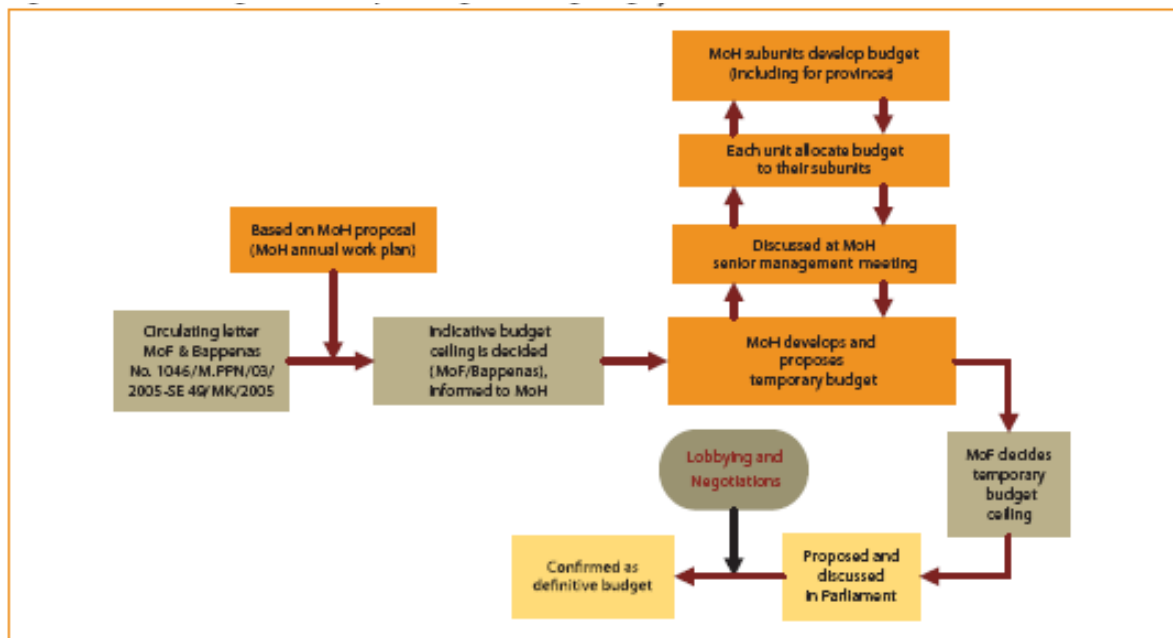 MoH subunits develop budget
(including for provinces)
Each unit allocate budget
to their subunits
Based on MoH proposal
(MoH annual work plan)
Discussed at MoH
senior management meeting
Circulating letter
MoF & Bappenas
No. 1046/M.PPN/03/
2005-SE 49/MK/2005
Indicative budget
ceiling is decided
(MoF/Bappenas),
informed to MoH
MoH develops and
proposes
temporary budget
Lobbying and
Negotiations
MoF decides
temporary
budget
ceiling
Confirmed as
definitive budget
Proposed and
discussed
in Parliament